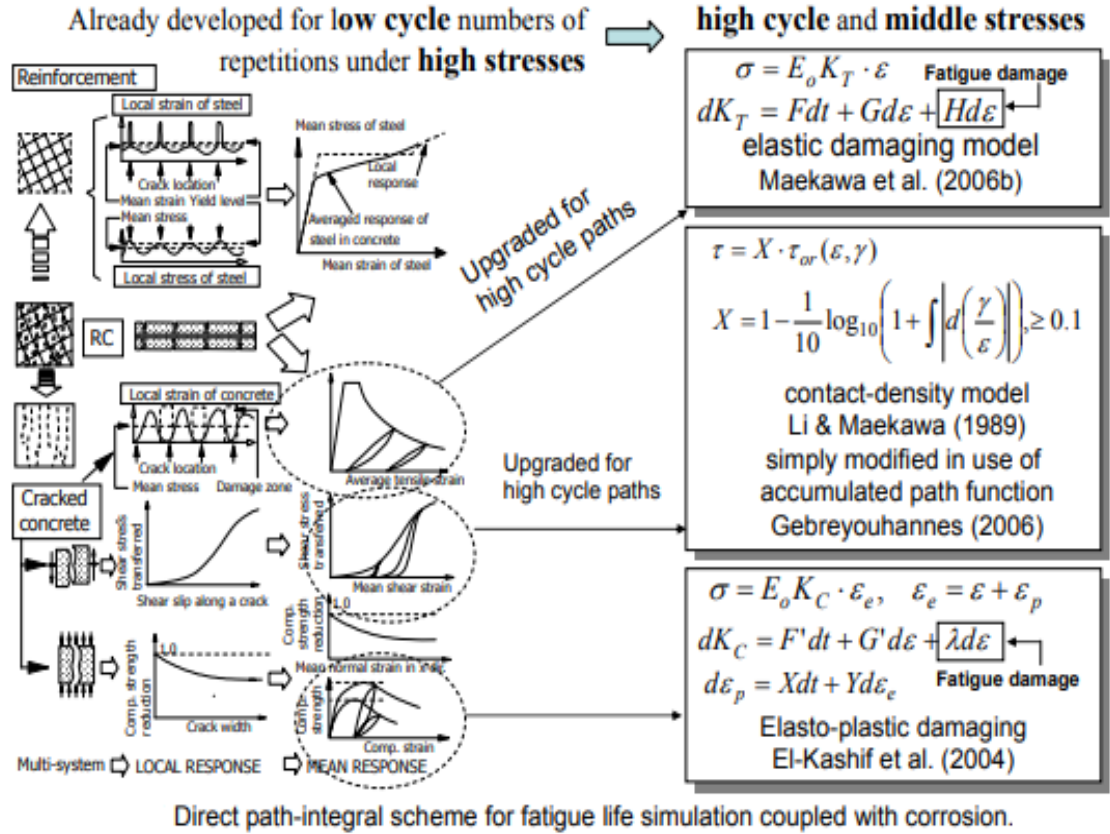 Already developed for low cycle numbers of
repetitions under high stresses
high cycle and middle stresses
Reinforcement
Local strain of steel
Crack location
Mean strain Yield level
Mean stress
Local stress of steel
Mean stress of steel
Local
response
Averaged response of
steel in concrete
Mean strain of steel
Upgraded for
high cycle paths
σ = E_o K_T · ε
Fatigue damage
dK_T = Fdt + Gdε + Hdε
elastic damaging model
Maekawa et al. (2006b)
RC
Local strain of concrete
Crack location
Mean stress
Damage zone
Average tensile strain
Cracked
concrete
Shear stress
transferred
Shear slip along a crack
Shear stress
transferred
Mean shear strain
Upgraded for
high cycle paths
τ = X · τ_or(ε, γ)
X = 1 − 1/10 log_10(1 + ∫|d(γ/ε)|), ≥ 0.1
contact-density model
Li & Maekawa (1989)
simply modified in use of
accumulated path function
Gebreyouhannes (2006)
Comp. strength
reduction
1.0
Crack width
Comp. strength
reduction
1.0
Mean normal strain in x
Comp.
strength
Comp. strain
σ = E_o K_C · ε_e, ε_e = ε + ε_p
dK_C = F'dt + G'dε + λdε
dε_p = Xdt + Ydε_e
Fatigue damage
Elasto-plastic damaging
El-Kashif et al. (2004)
Multi-system LOCAL RESPONSE MEAN RESPONSE
Direct path-integral scheme for fatigue life simulation coupled with corrosion.